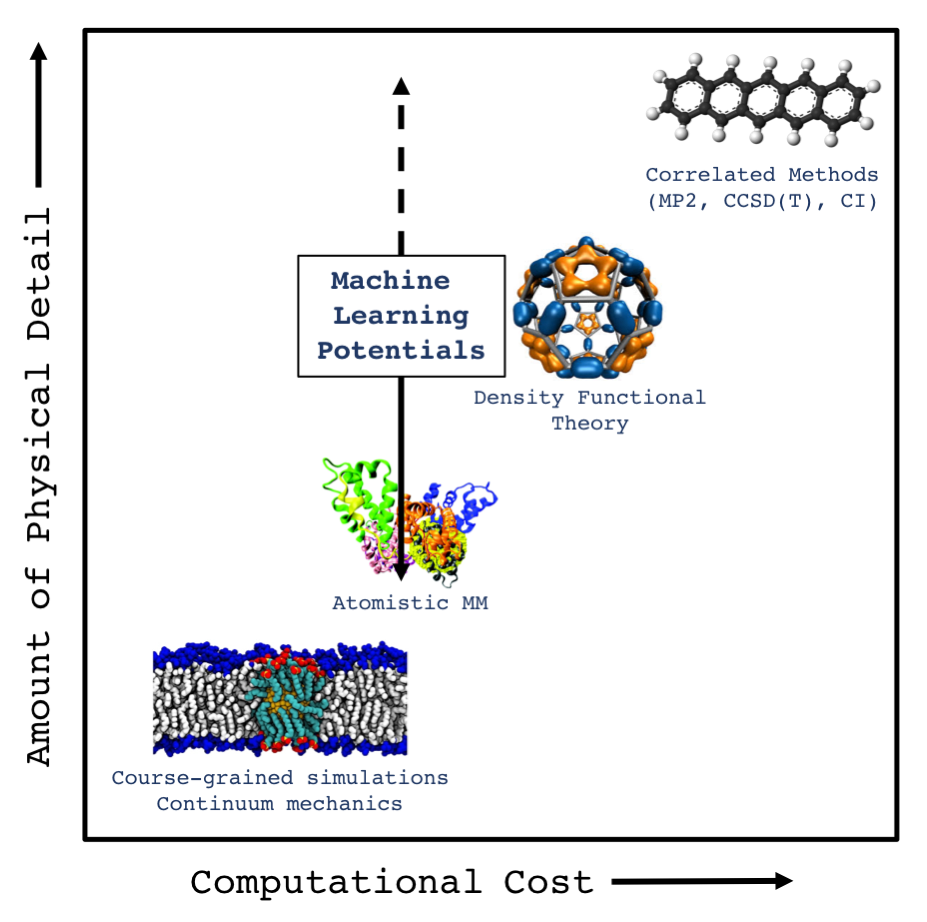 Amount of Physical Detail
Correlated Methods
(MP2, CCSD(T), CI)
Machine
Learning
Potentials
Density Functional
Theory
Atomistic MM
Course-grained simulations
Continuum mechanics
Computational Cost